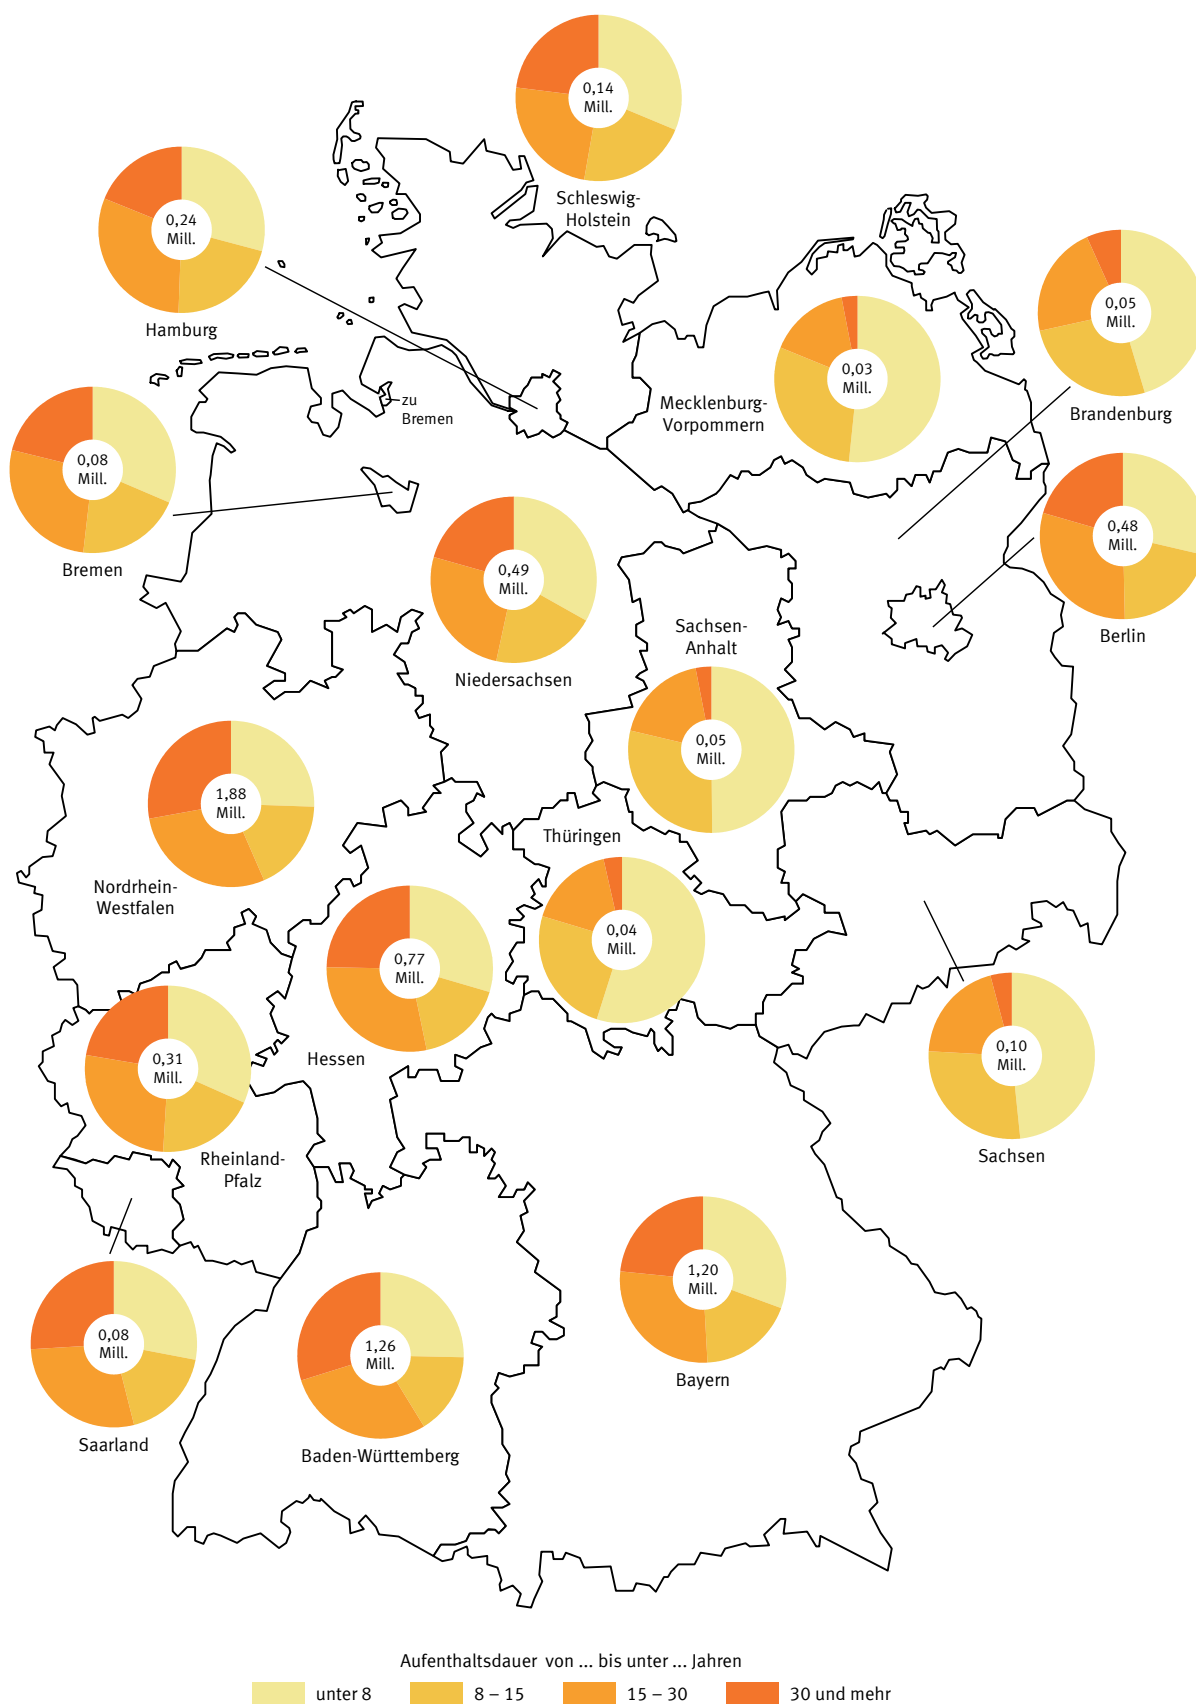 0,14
Mill.
Schleswig-
Holstein
0,24
Mill.
Hamburg
0,05
Mill.
Brandenburg
0,03
Mill.
Mecklenburg-
Vorpommern
zu
Bremen
0,08
Mill.
Bremen
0,48
Mill.
Berlin
0,49
Mill.
Niedersachsen
Sachsen-
Anhalt
0,05
Mill.
1,88
Mill.
Nordrhein-
Westfalen
Thüringen
0,04
Mill.
0,77
Mill.
Hessen
0,31
Mill.
Rheinland-
Pfalz
0,10
Mill.
Sachsen
1,20
Mill.
Bayern
0,08
Mill.
Saarland
1,26
Mill.
Baden-Württemberg
Aufenthaltsdauer von ... bis unter ... Jahren
unter 8 8 – 15 15 – 30 30 und mehr